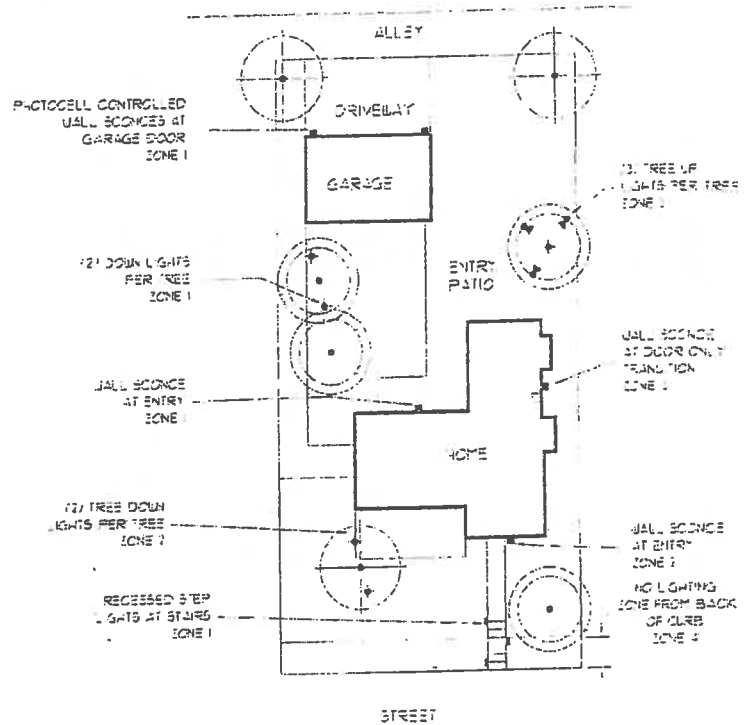 ALLEY
PHOTOCELL CONTROLLED
WALL SCONCES AT
GARAGE DOOR
ZONE 1
DRIVEWAY
GARAGE
(3) TREE UP
LIGHTS PER TREE
ZONE
(2) DOWN LIGHTS
PER TREE
ZONE 1
ENTRY
PATIO
WALL SCONCE
AT DOOR ONLY
TRANSITION
ZONE
WALL SCONCE
AT ENTRY
ZONE
HOME
(2) TREE DOWN
LIGHTS PER TREE
ZONE 2
WALL SCONCE
AT ENTRY
ZONE
RECESSED STEP
LIGHTS AT STAIRS
ZONE 1
NO LIGHTING
ZONE FROM BACK
OF CURB
ZONE 4
STREET